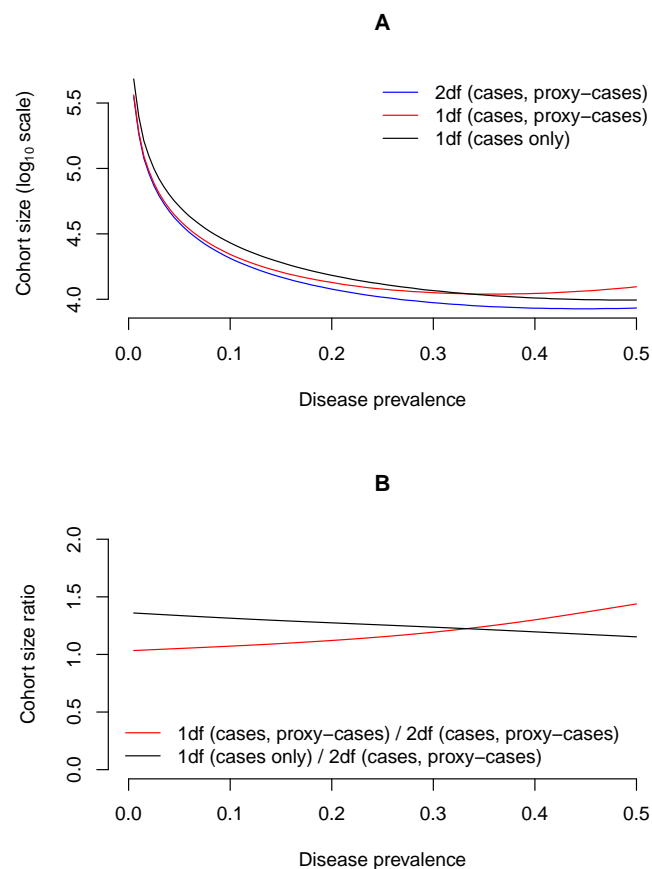 A
Cohort size (log10 scale)
5.5
5.0
4.5
4.0
2df (cases, proxy−cases)
1df (cases, proxy−cases)
1df (cases only)
0.0 0.1 0.2 0.3 0.4 0.5
Disease prevalence
B
Cohort size ratio
2.0
1.5
1.0
0.5
0.0
1df (cases, proxy−cases) / 2df (cases, proxy−cases)
1df (cases only) / 2df (cases, proxy−cases)
0.0 0.1 0.2 0.3 0.4 0.5
Disease prevalence